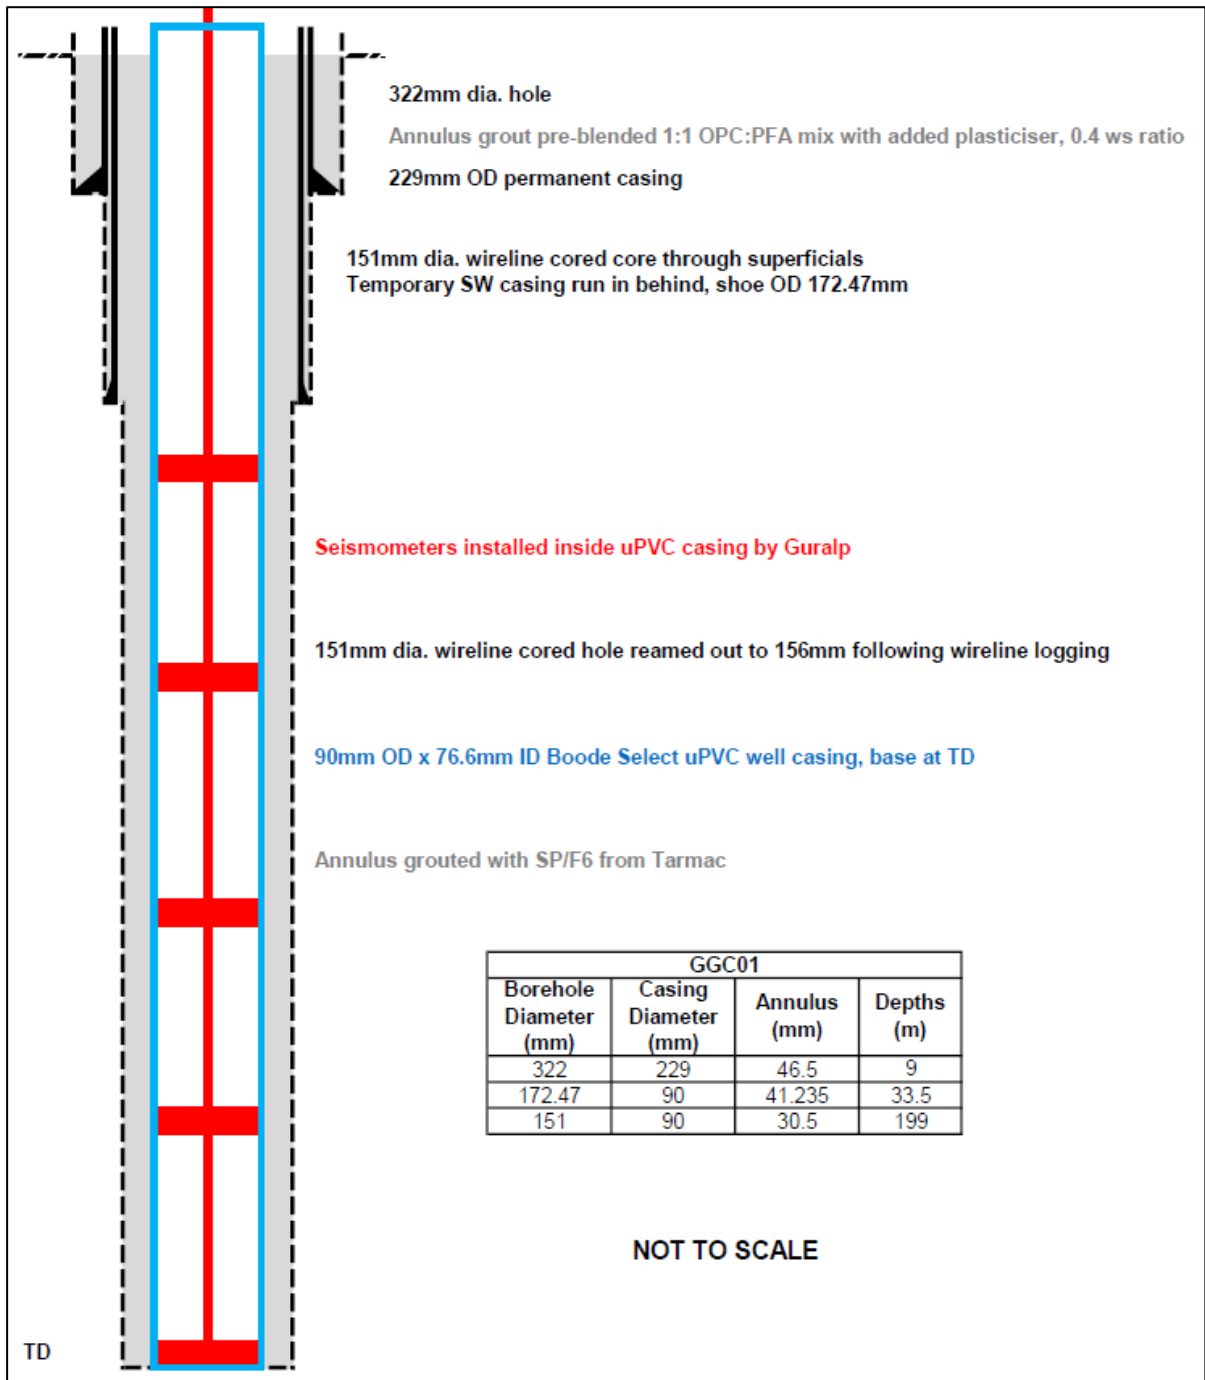 322mm dia. hole
Annulus grout pre-blended 1:1 OPC:PFA mix with added plasticiser, 0.4 ws ratio
229mm OD permanent casing
151mm dia. wireline cored core through superficials
Temporary SW casing run in behind, shoe OD 172.47mm
Seismometers installed inside uPVC casing by Guralp
151mm dia. wireline cored hole reamed out to 156mm following wireline logging
90mm OD x 76.6mm ID Boode Select uPVC well casing, base at TD
Annulus grouted with SP/F6 from Tarmac
GGC01
Borehole Diameter (mm) Casing Diameter (mm) Annulus (mm) Depths (m)
322 229 46.5 9
172.47 90 41.235 33.5
151 90 30.5 199
NOT TO SCALE
TD